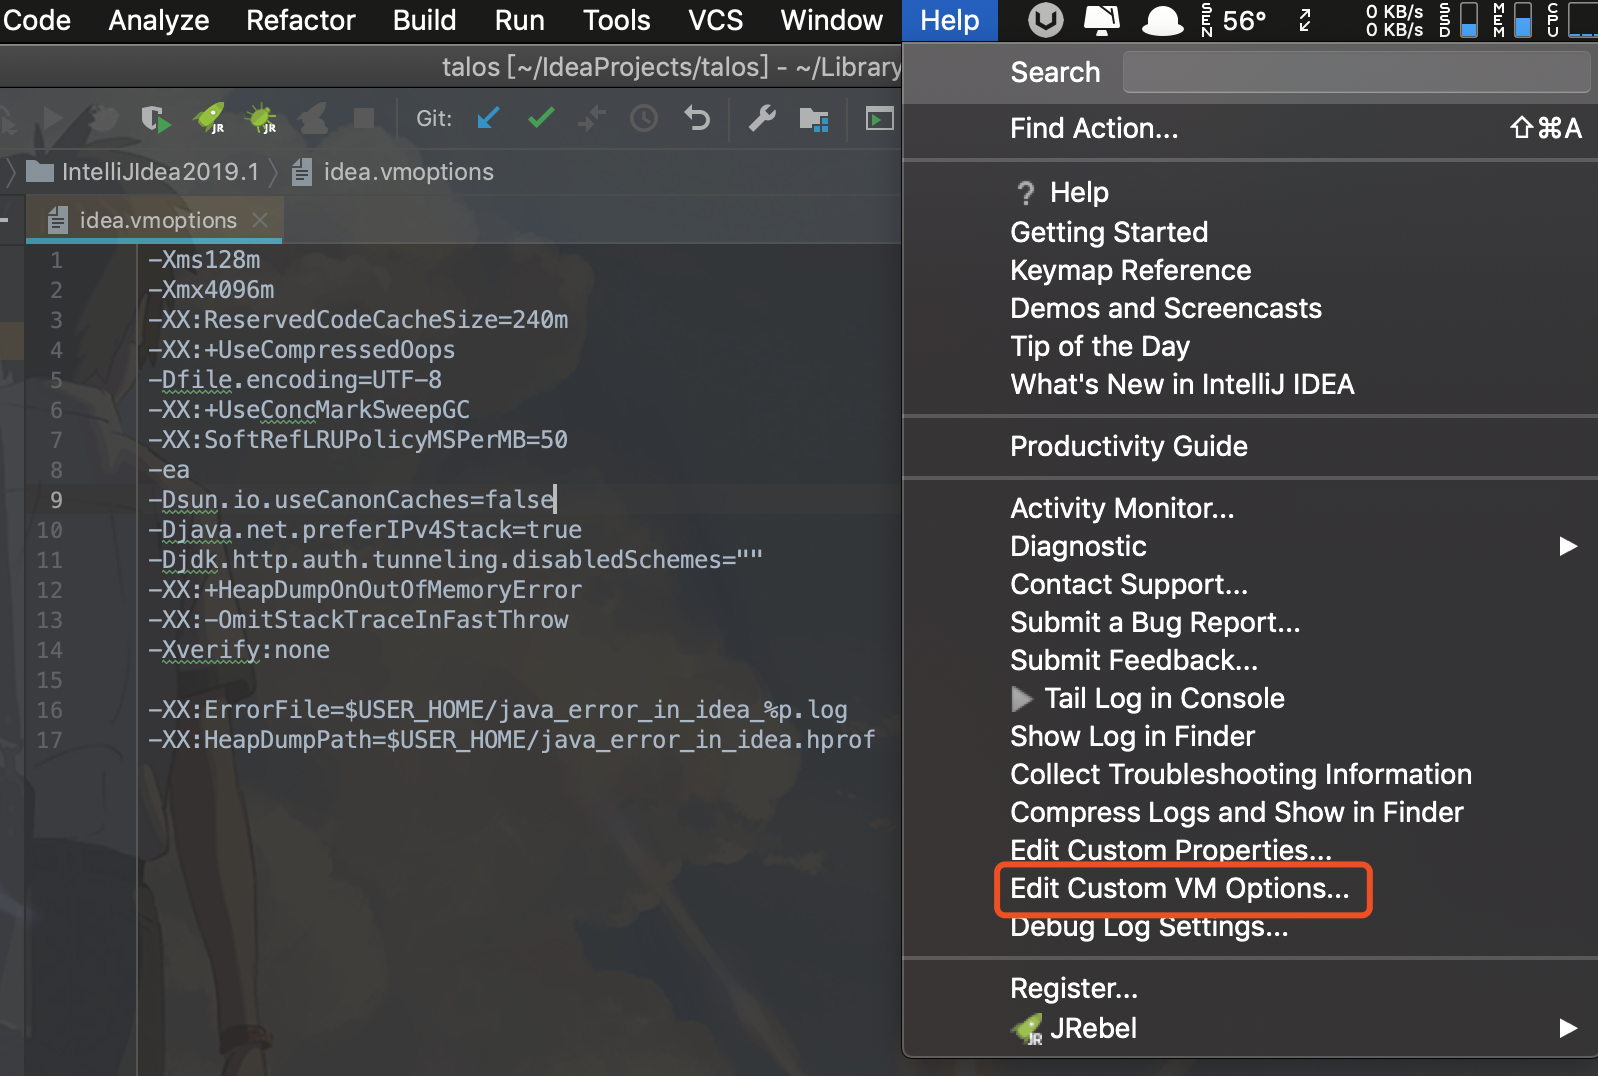 Code Analyze Refactor Build Run Tools VCS Window Help SEN 56° 0 KB/s 0 KB/s SSD MEM CPU
talos [~/IdeaProjects/talos] - ~/Library
JR JR Git:
IntelliJIdea2019.1 idea.vmoptions
idea.vmoptions
1 -Xms128m
2 -Xmx4096m
3 -XX:ReservedCodeCacheSize=240m
4 -XX:+UseCompressedOops
5 -Dfile.encoding=UTF-8
6 -XX:+UseConcMarkSweepGC
7 -XX:SoftRefLRUPolicyMSPerMB=50
8 -ea
9 -Dsun.io.useCanonCaches=false
10 -Djava.net.preferIPv4Stack=true
11 -Djdk.http.auth.tunneling.disabledSchemes=""
12 -XX:+HeapDumpOnOutOfMemoryError
13 -XX:-OmitStackTraceInFastThrow
14 -Xverify:none
15
16 -XX:ErrorFile=$USER_HOME/java_error_in_idea_%p.log
17 -XX:HeapDumpPath=$USER_HOME/java_error_in_idea.hprof
Search
Find Action... ⇧⌘A
? Help
Getting Started
Keymap Reference
Demos and Screencasts
Tip of the Day
What's New in IntelliJ IDEA
Productivity Guide
Activity Monitor...
Diagnostic
Contact Support...
Submit a Bug Report...
Submit Feedback...
Tail Log in Console
Show Log in Finder
Collect Troubleshooting Information
Compress Logs and Show in Finder
Edit Custom Properties...
Edit Custom VM Options...
Debug Log Settings...
Register...
JR JRebel